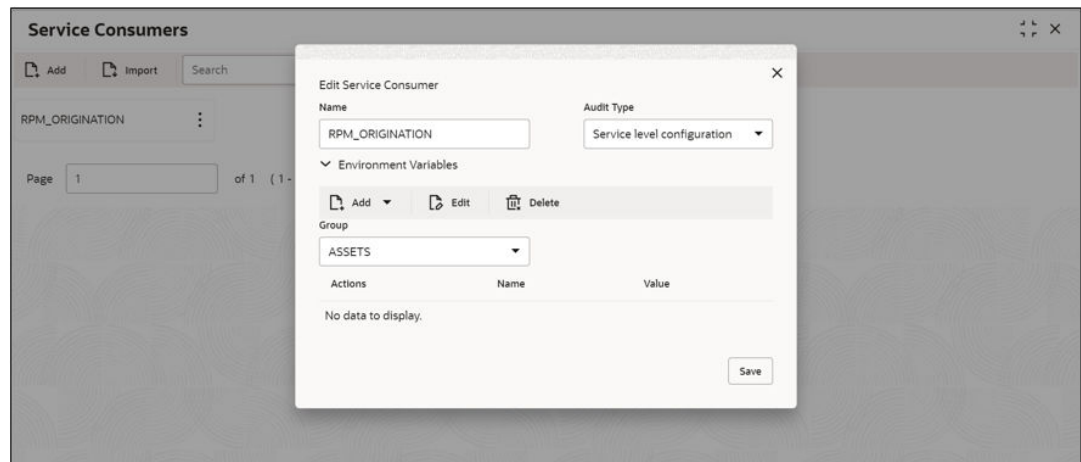 Service Consumers
Add Import Search
RPM_ORIGINATION
Page 1 of 1 ( 1 -
Edit Service Consumer
Name Audit Type
RPM_ORIGINATION Service level configuration
Environment Variables
Add Edit Delete
Group
ASSETS
Actions Name Value
No data to display.
Save